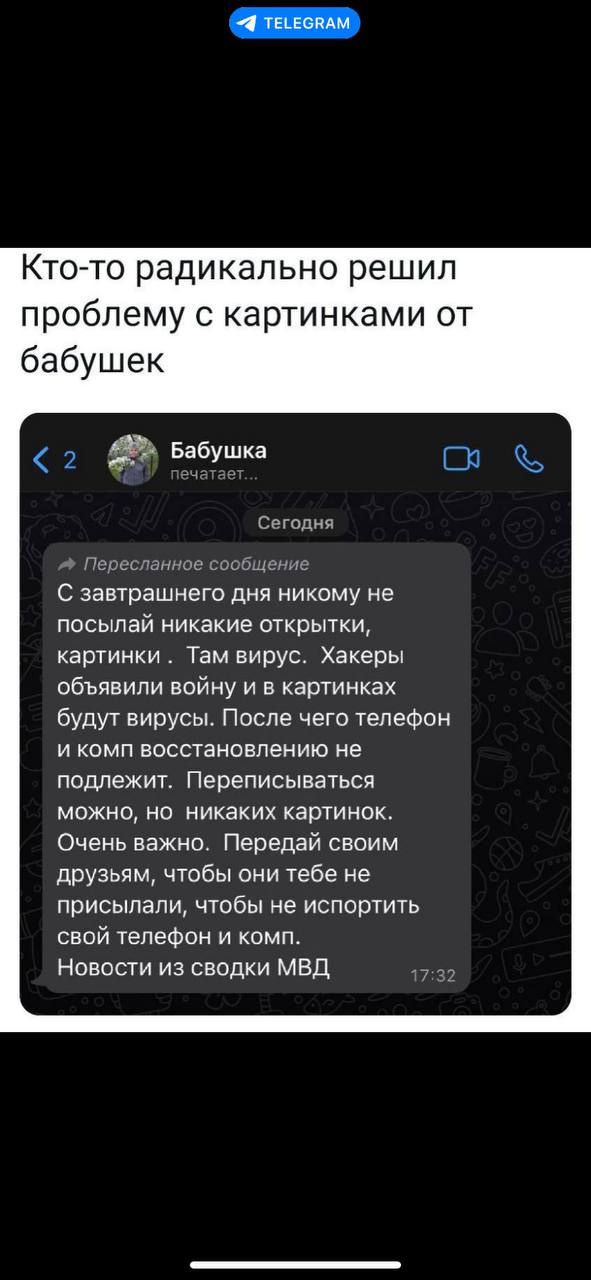 TELEGRAM
Кто-то радикально решил
проблему с картинками от
бабушек
2
Бабушка
печатает...
Сегодня
Пересланное сообщение
С завтрашнего дня никому не
посылай никакие открытки,
картинки .  Там вирус.  Хакеры
объявили войну и в картинках
будут вирусы. После чего телефон
и комп восстановлению не
подлежит.  Переписываться
можно, но  никаких картинок.
Очень важно.  Передай своим
друзьям, чтобы они тебе не
присылали, чтобы не испортить
свой телефон и комп.
Новости из сводки МВД
17:32